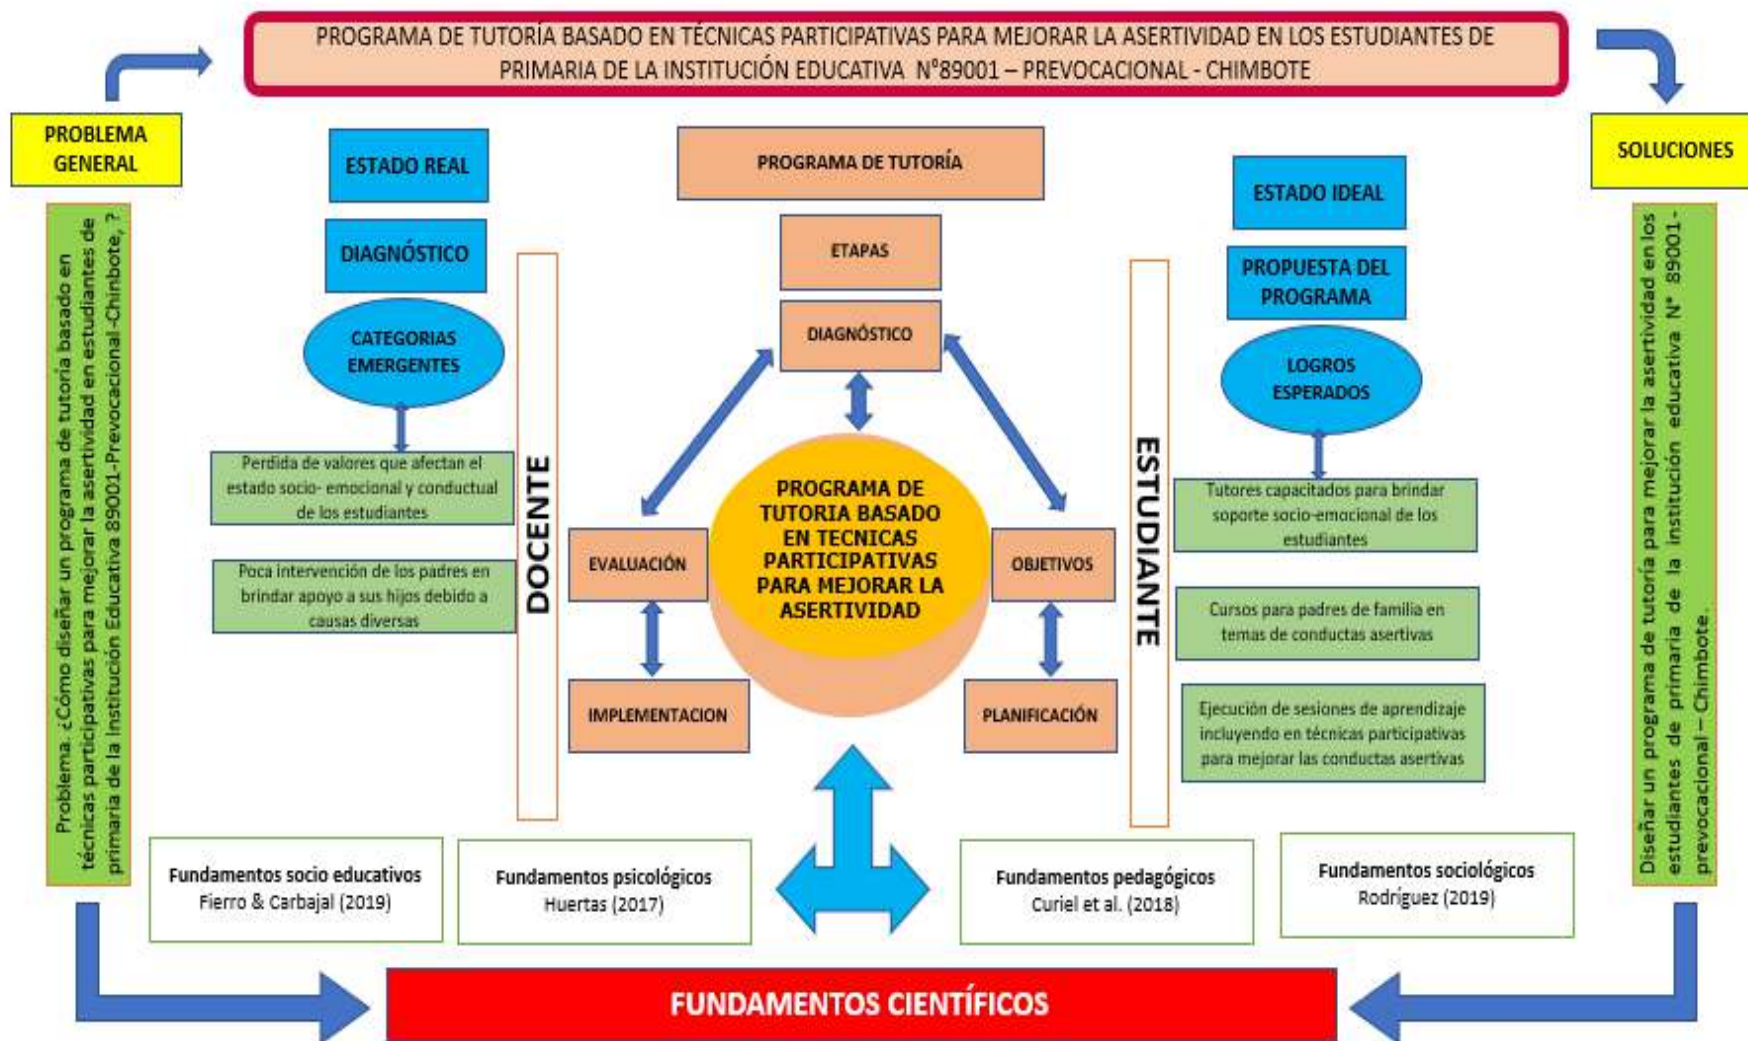 PROGRAMA DE TUTORÍA BASADO EN TÉCNICAS PARTICIPATIVAS PARA MEJORAR LA ASERTIVIDAD EN LOS ESTUDIANTES DE
PRIMARIA DE LA INSTITUCIÓN EDUCATIVA N°89001 – PREVOCACIONAL - CHIMBOTE
PROBLEMA
GENERAL
Problema. ¿Cómo diseñar un programa de tutoría basado en
técnicas participativas para mejorar la asertividad en estudiantes de
primaria de la Institución Educativa 89001-Prevocacional-Chinbote, ?
ESTADO REAL
DIAGNÓSTICO
CATEGORIAS
EMERGENTES
Perdida de valores que afectan el
estado socio- emocional y conductual
de los estudiantes
Poca intervención de los padres en
brindar apoyo a sus hijos debido a
causas diversas
DOCENTE
PROGRAMA DE TUTORÍA
ETAPAS
DIAGNÓSTICO
EVALUACIÓN
PROGRAMA DE
TUTORIA BASADO
EN TECNICAS
PARTICIPATIVAS
PARA MEJORAR LA
ASERTIVIDAD
OBJETIVOS
IMPLEMENTACION
PLANIFICACIÓN
ESTUDIANTE
ESTADO IDEAL
PROPUESTA DEL
PROGRAMA
LOGROS
ESPERADOS
Tutores capacitados para brindar
soporte socio-emocional de los
estudiantes
Cursos para padres de familia en
temas de conductas asertivas
Ejecución de sesiones de aprendizaje
incluyendo en técnicas participativas
para mejorar las conductas asertivas
SOLUCIONES
Diseñar un programa de tutoría para mejorar la asertividad en los
estudiantes de primaria de la institución educativa N° 89001-
prevocacional – Chimbote.
Fundamentos socio educativos
Fierro & Carbajal (2019)
Fundamentos psicológicos
Huertas (2017)
Fundamentos pedagógicos
Curiel et al. (2018)
Fundamentos sociológicos
Rodríguez (2019)
FUNDAMENTOS CIENTÍFICOS